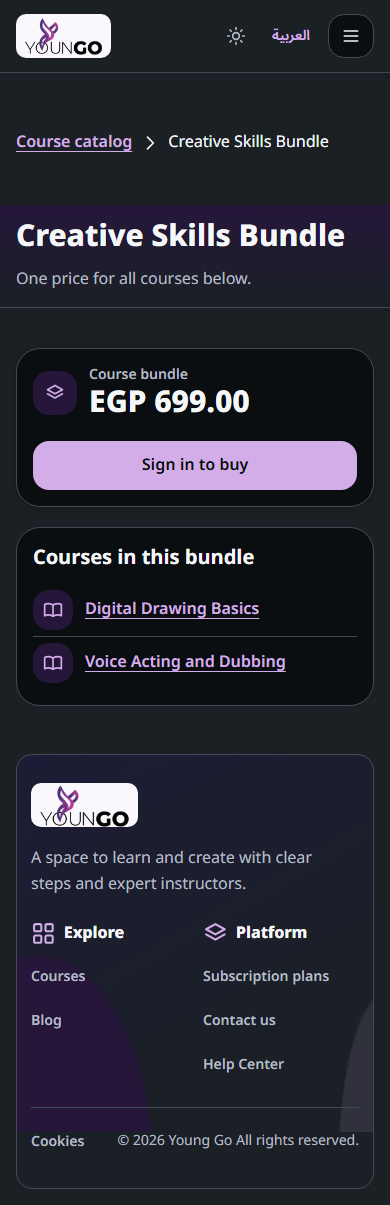 YOUNGO
العربية
Course catalog > Creative Skills Bundle
Creative Skills Bundle
One price for all courses below.
Course bundle
EGP 699.00
Sign in to buy
Courses in this bundle
Digital Drawing Basics
Voice Acting and Dubbing
YOUNGO
A space to learn and create with clear
steps and expert instructors.
Explore
Courses
Blog
Platform
Subscription plans
Contact us
Help Center
Cookies
© 2026 Young Go All rights reserved.